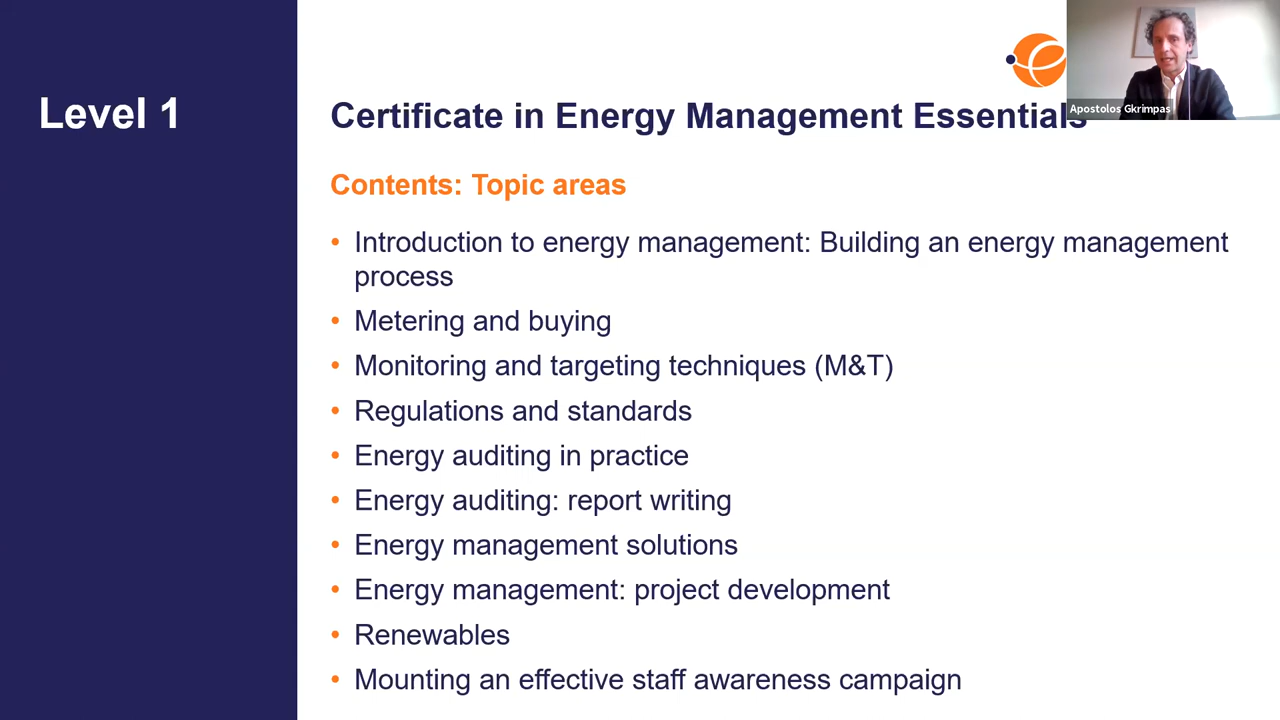 Level 1
Certificate in Energy Management Essentials
Apostolos Gkrimpas
Contents: Topic areas
• Introduction to energy management: Building an energy management
process
• Metering and buying
• Monitoring and targeting techniques (M&T)
• Regulations and standards
• Energy auditing in practice
• Energy auditing: report writing
• Energy management solutions
• Energy management: project development
• Renewables
• Mounting an effective staff awareness campaign